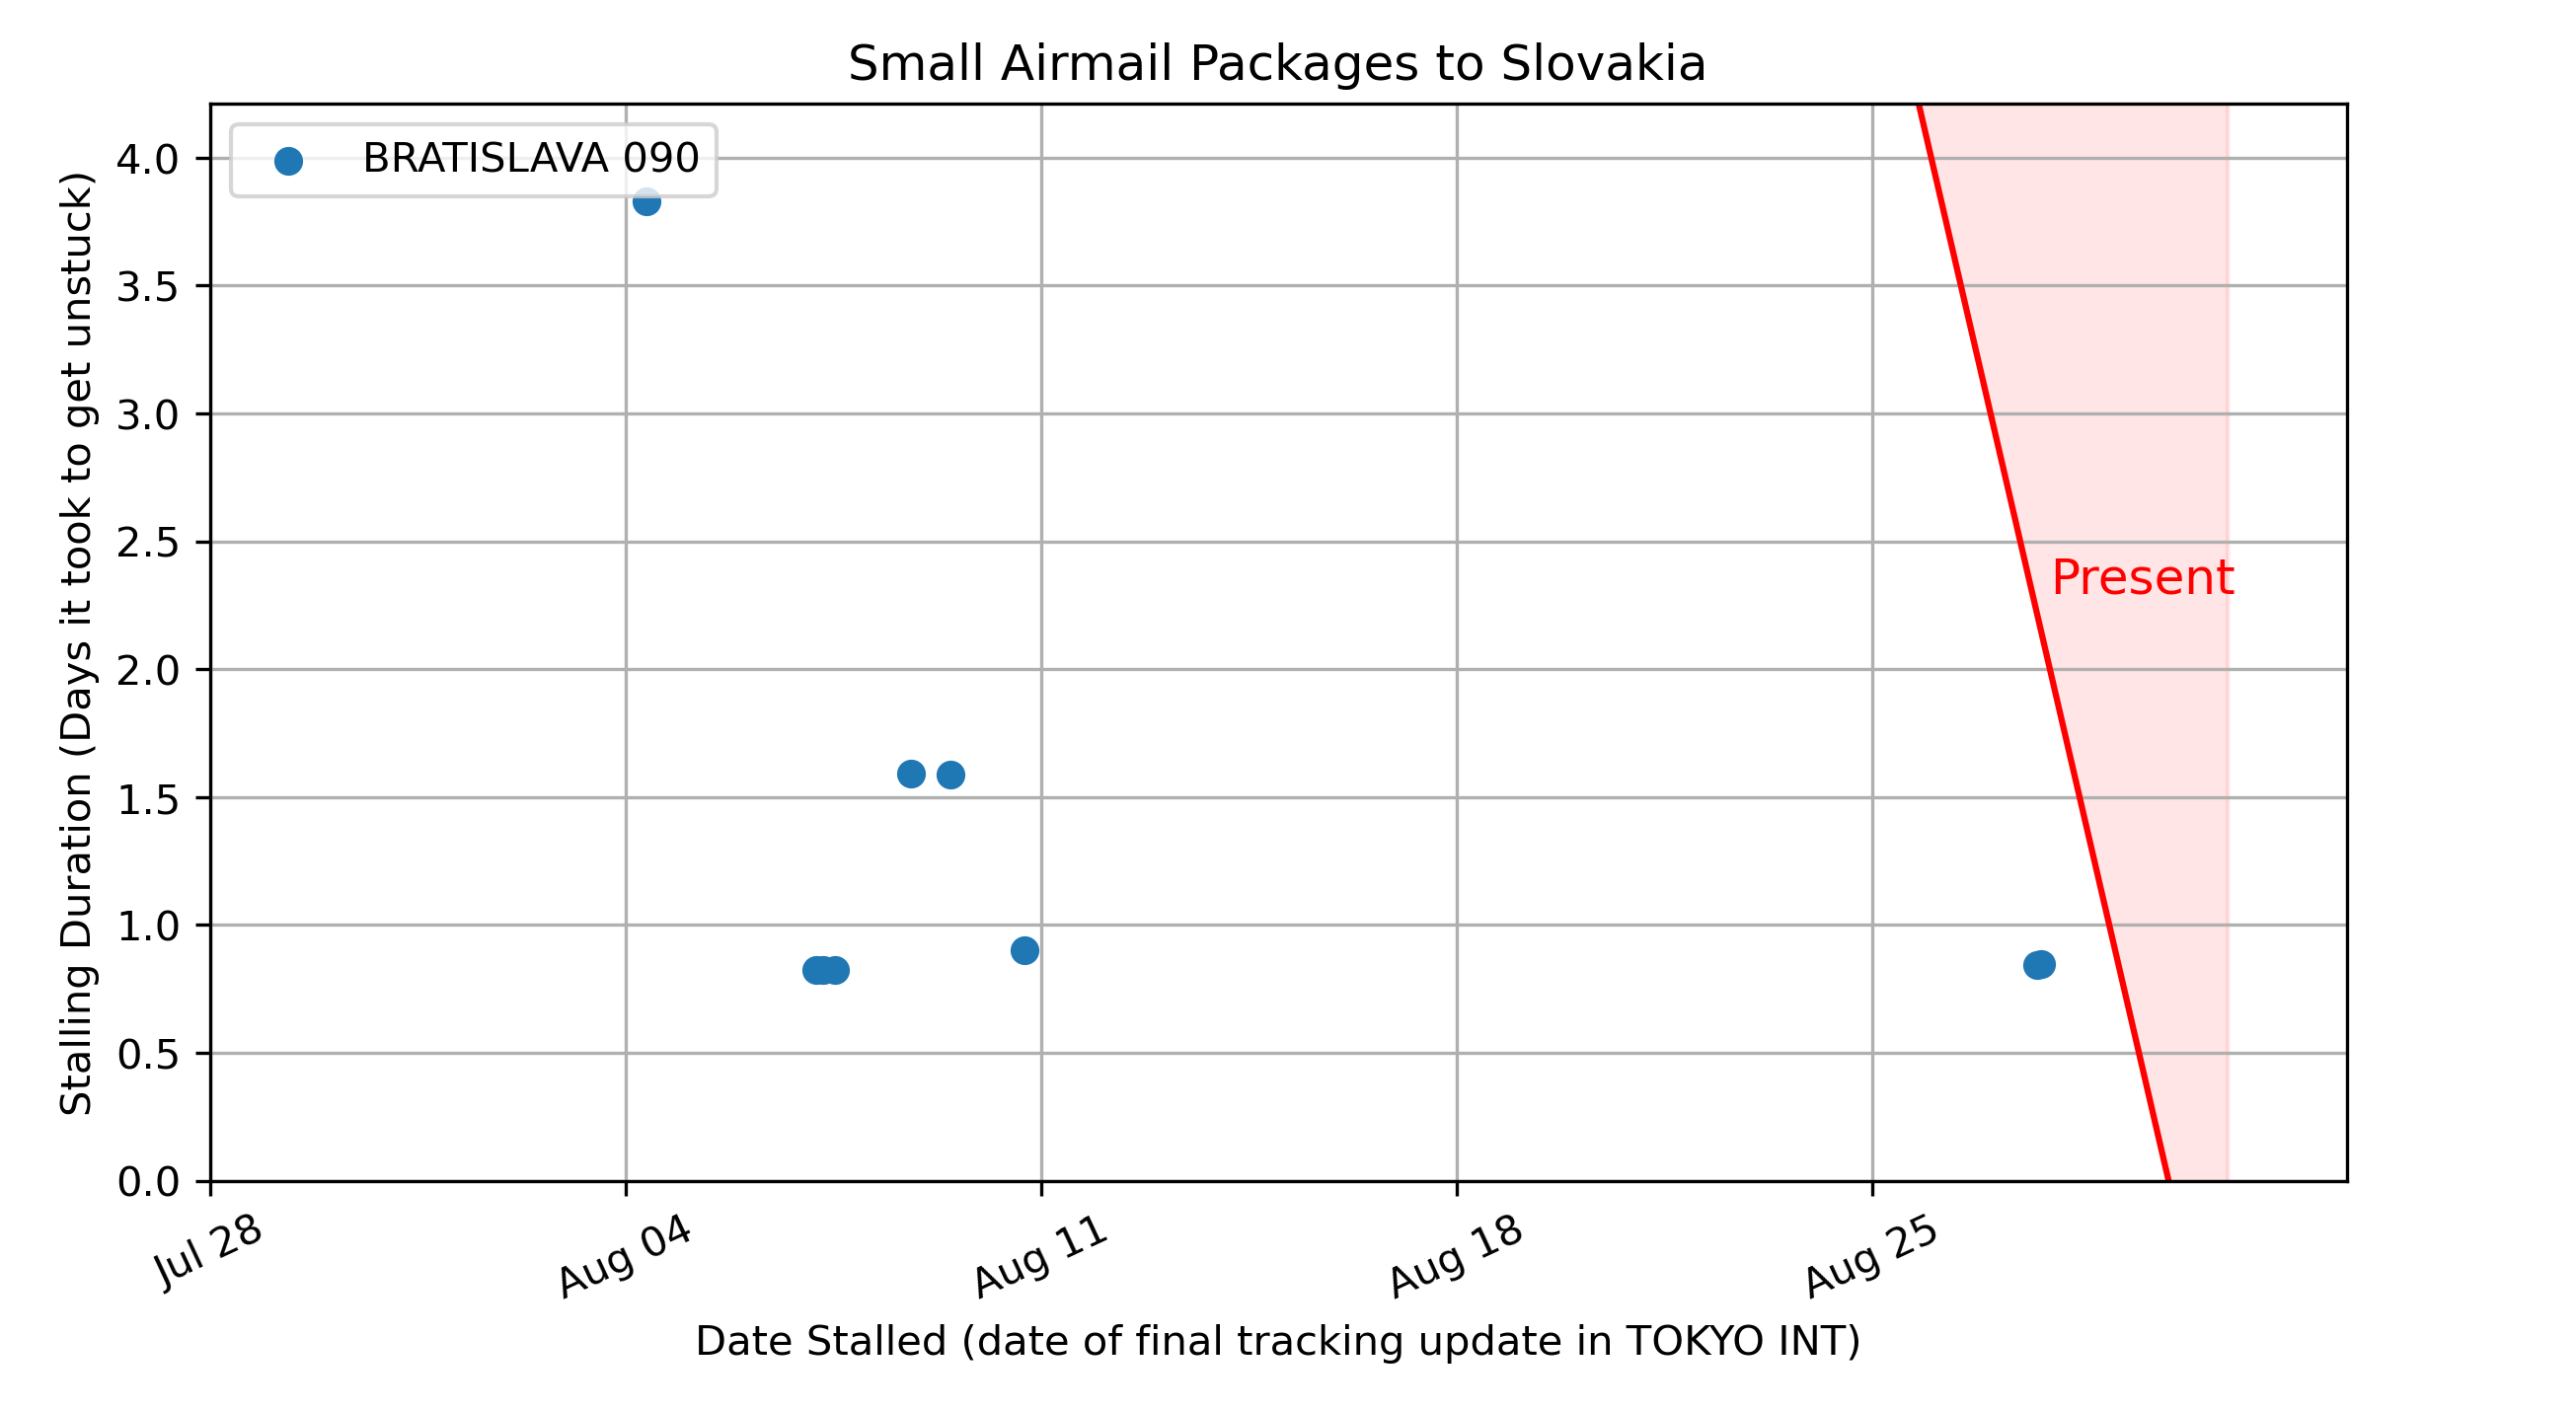 Small Airmail Packages to Slovakia
BRATISLAVA 090
Stalling Duration (Days it took to get unstuck)
4.0
3.5
3.0
2.5
2.0
1.5
1.0
0.5
0.0
Present
Jul 28
Aug 04
Aug 11
Aug 18
Aug 25
Date Stalled (date of final tracking update in TOKYO INT)